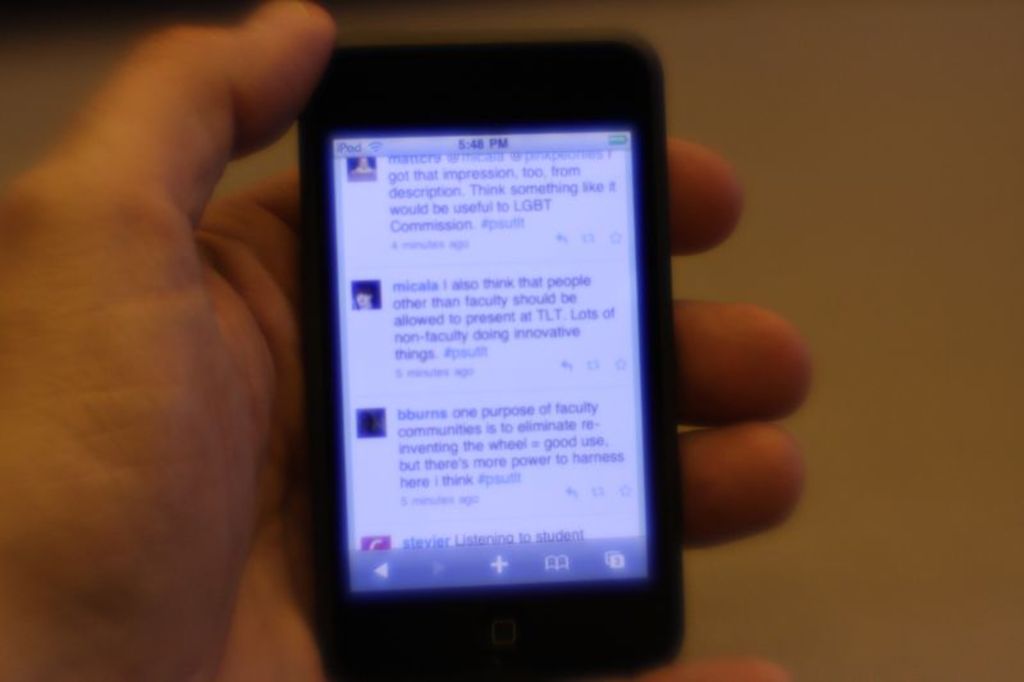 iPod 5:48 PM
mattcr9 @micala @pinkpeonies I
got that impression, too, from
description. Think something like it
would be useful to LGBT
Commission. #psutlt
4 minutes ago
micala I also think that people
other than faculty should be
allowed to present at TLT. Lots of
non-faculty doing innovative
things. #psutlt
5 minutes ago
bburns one purpose of faculty
communities is to eliminate re-
inventing the wheel = good use,
but there's more power to harness
here i think #psutlt
5 minutes ago
stevier Listening to student
3